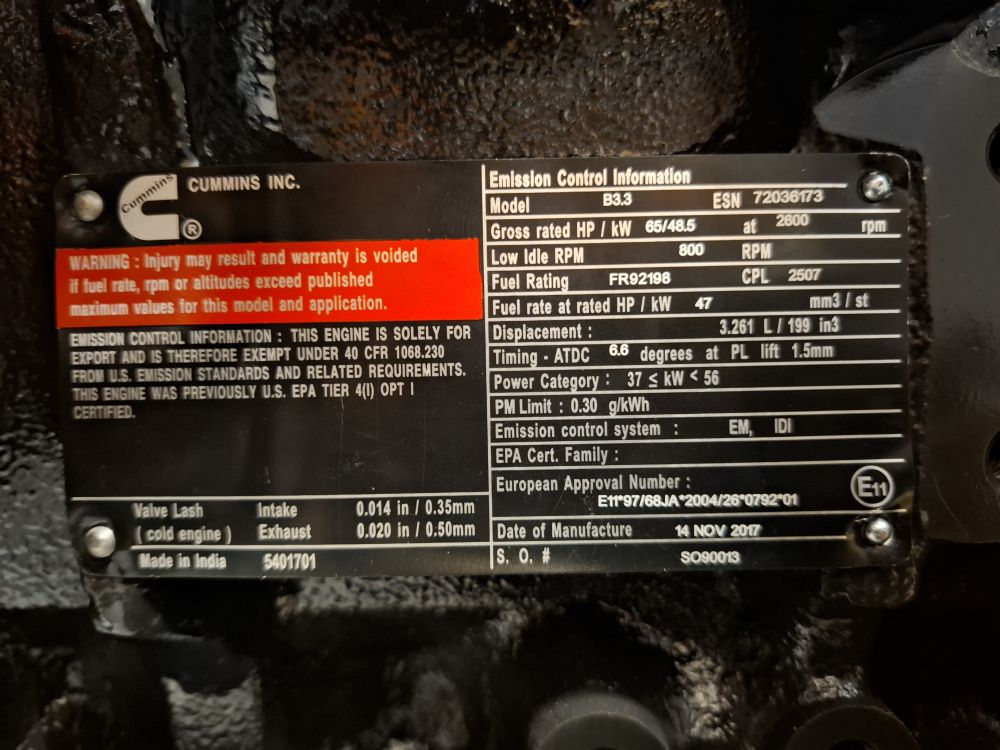 Cummins
®
CUMMINS INC.
WARNING : Injury may result and warranty is voided
if fuel rate, rpm or altitudes exceed published
maximum values for this model and application.
EMISSION CONTROL INFORMATION : THIS ENGINE IS SOLELY FOR
EXPORT AND IS THEREFORE EXEMPT UNDER 40 CFR 1068.230
FROM U.S. EMISSION STANDARDS AND RELATED REQUIREMENTS.
THIS ENGINE WAS PREVIOUSLY U.S. EPA TIER 4(I) OPT I
CERTIFIED.
Valve Lash Intake 0.014 in / 0.35mm
( cold engine ) Exhaust 0.020 in / 0.50mm
Made in India 5401701
Emission Control Information
Model B3.3 ESN 72036173
Gross rated HP / kW 65/48.5 at 2600 rpm
Low Idle RPM 800 RPM
Fuel Rating FR92198 CPL 2507
Fuel rate at rated HP / kW 47 mm3 / st
Displacement : 3.261 L / 199 in3
Timing - ATDC 6.6 degrees at PL lift 1.5mm
Power Category : 37 ≤ kW < 56
PM Limit : 0.30 g/kWh
Emission control system : EM, IDI
EPA Cert. Family :
European Approval Number :
E11*97/68JA*2004/26*0792*01
E11
Date of Manufacture 14 NOV 2017
S. O. # SO90013